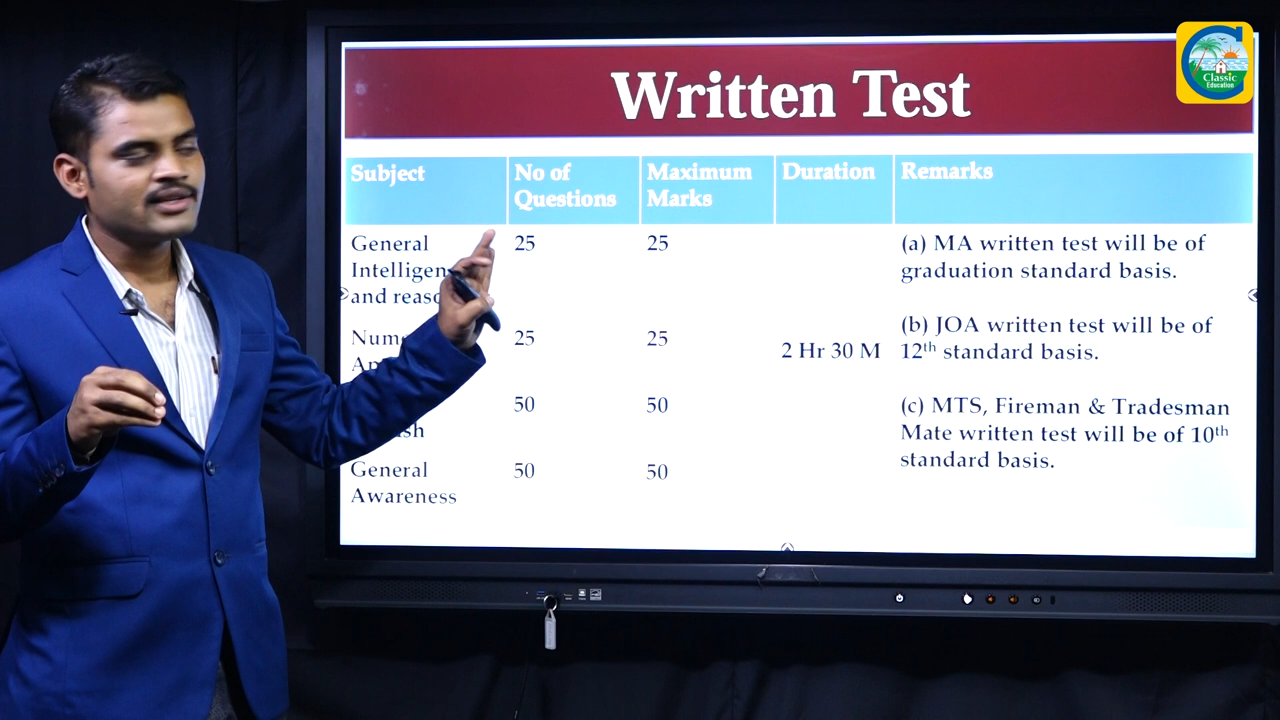 Classic
Education
Written Test
Subject
No of
Questions
Maximum
Marks
Duration
Remarks
General
and
25
25
2 Hr 30 M
(a) MA written test will be of
graduation standard basis.
25
25
(b) JOA written test will be of
12th standard basis.
50
50
(c) MTS, Fireman & Tradesman
Mate written test will be of 10th
standard basis.
General
Awareness
50
50